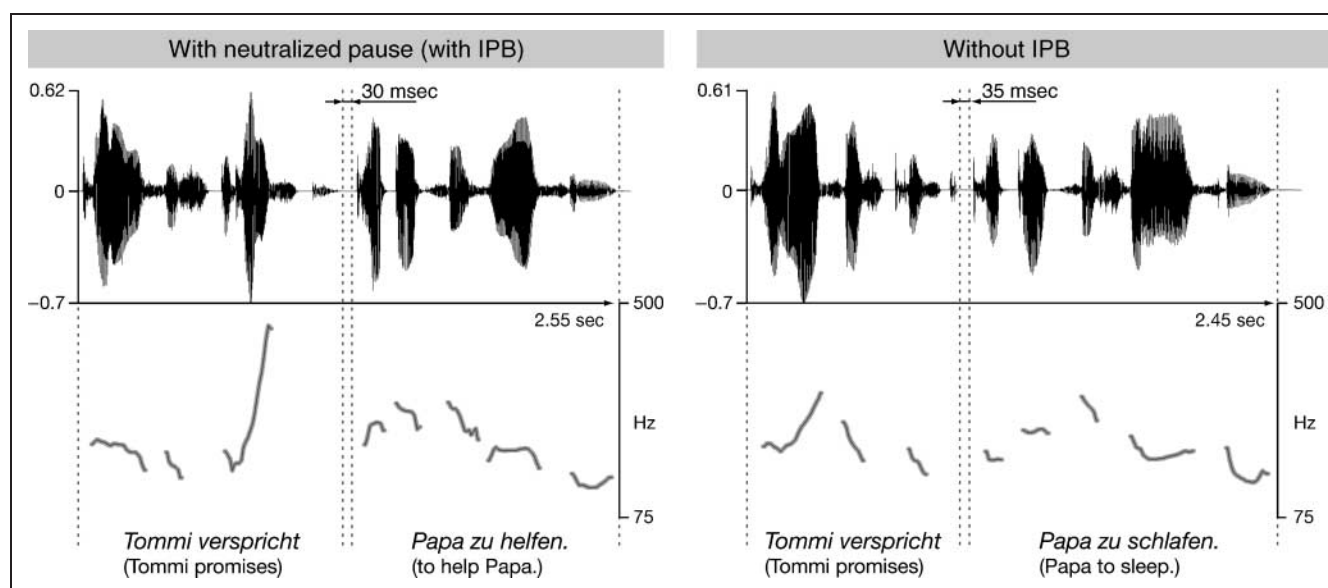 With neutralized pause (with IPB)
Without IPB
0.62
30 msec
0
−0.7
2.55 sec
500
Hz
75
Tommi verspricht
(Tommi promises)
Papa zu helfen.
(to help Papa.)
0.61
35 msec
0
−0.7
2.45 sec
500
Hz
75
Tommi verspricht
(Tommi promises)
Papa zu schlafen.
(Papa to sleep.)